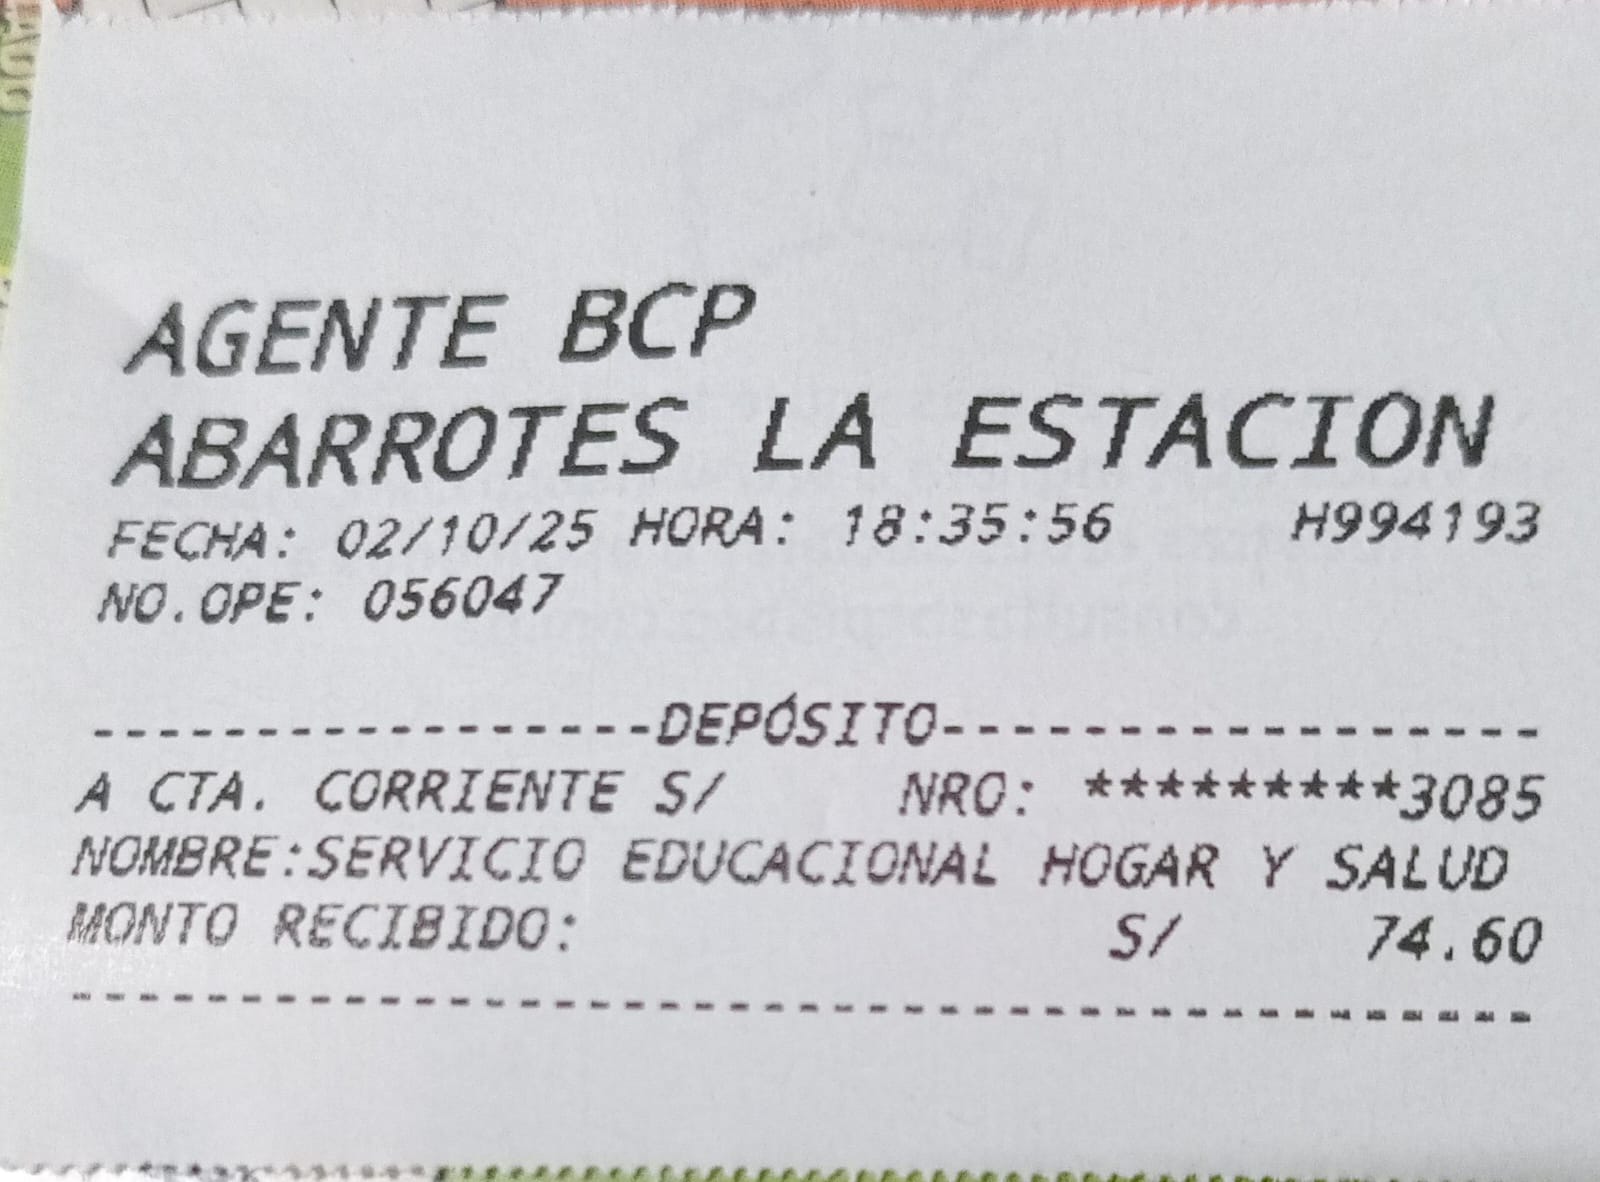 AGENTE BCP
ABARROTES LA ESTACION
FECHA: 02/10/25 HORA: 18:35:56 H994193
NO.OPE: 056047
-----------------DEPÓSITO-----------------
A CTA. CORRIENTE S/ NRO: *********3085
NOMBRE:SERVICIO EDUCACIONAL HOGAR Y SALUD
MONTO RECIBIDO: S/ 74.60
------------------------------------------